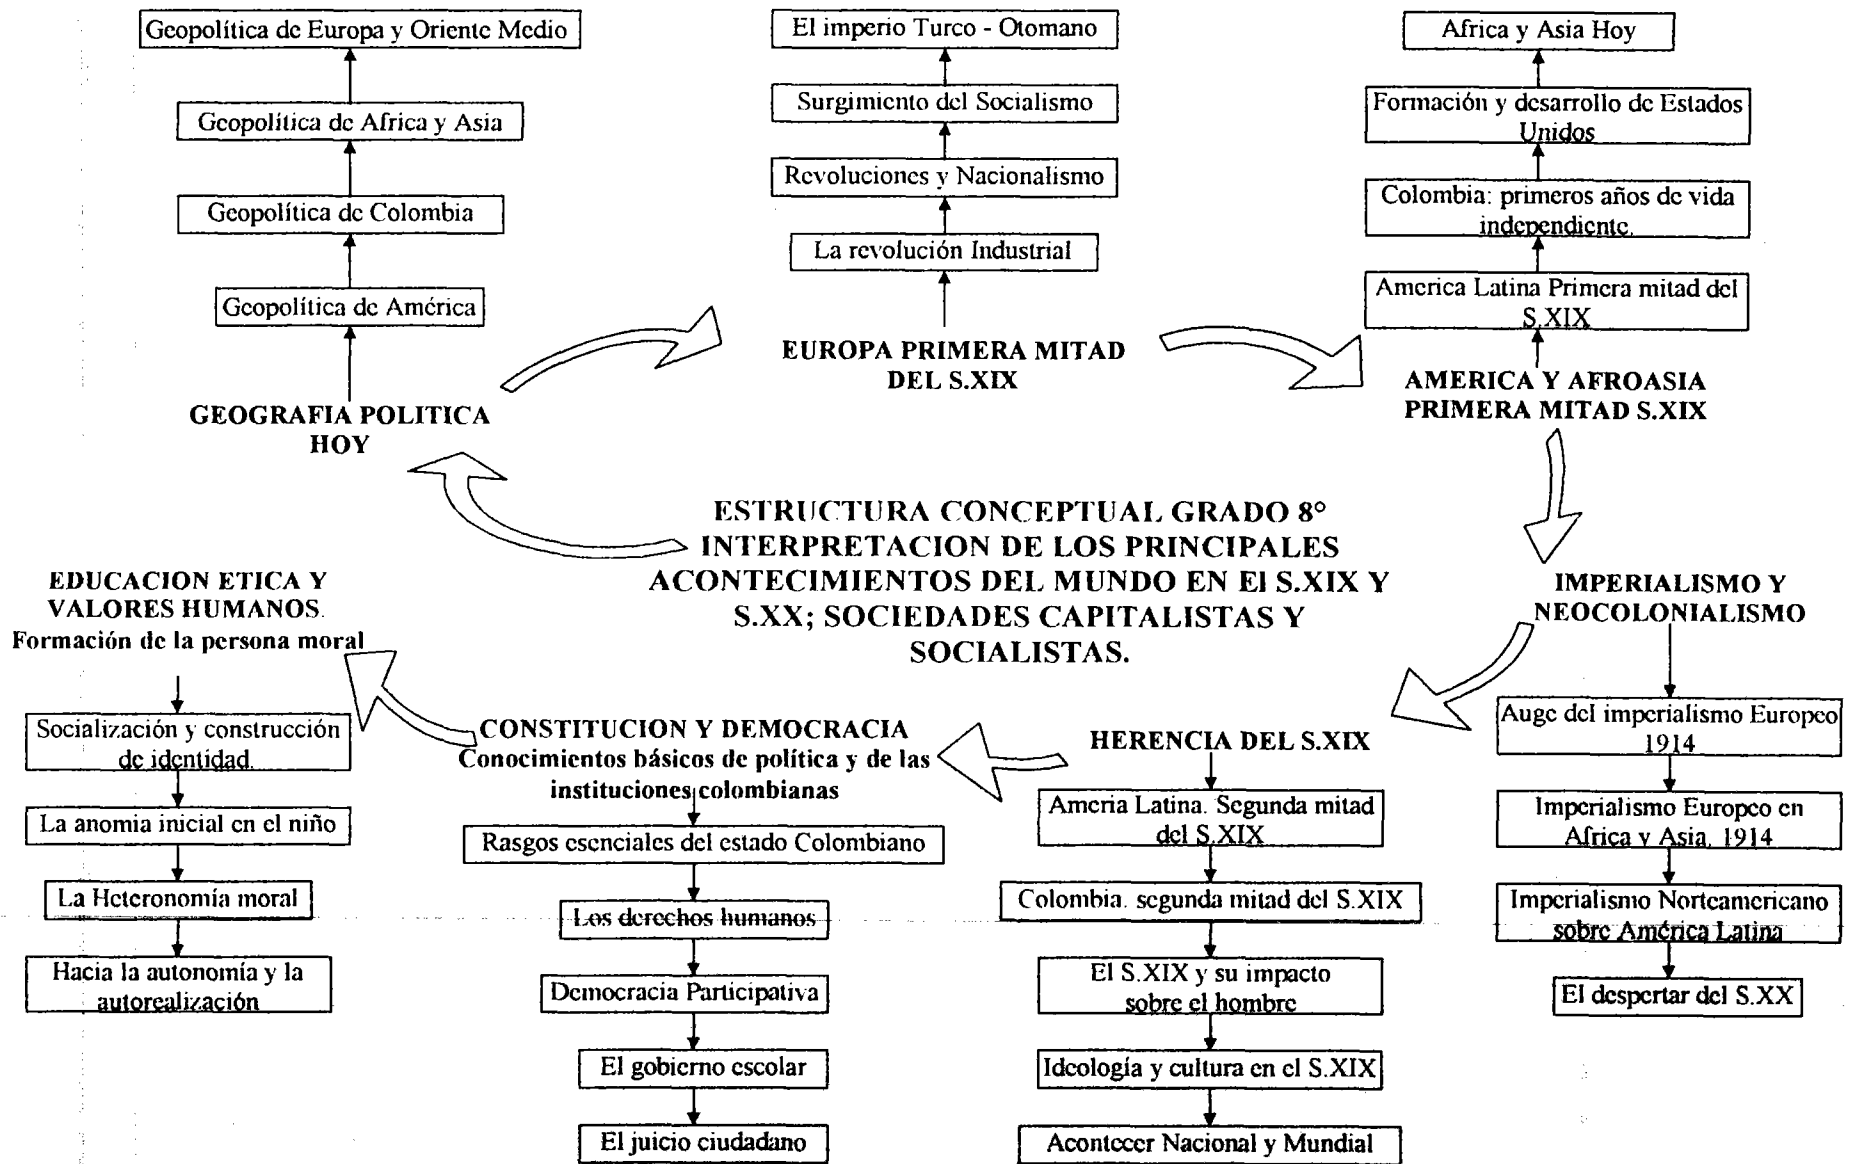 Geopolítica de Europa y Oriente Medio
Geopolítica de Africa y Asia
Geopolítica de Colombia
Geopolítica de América
GEOGRAFIA POLITICA
HOY
El imperio Turco - Otomano
Surgimiento del Socialismo
Revoluciones y Nacionalismo
La revolución Industrial
EUROPA PRIMERA MITAD
DEL S.XIX
Africa y Asia Hoy
Formación y desarrollo de Estados
Unidos
Colombia: primeros años de vida
independiente.
America Latina Primera mitad del
S.XIX
AMERICA Y AFROASIA
PRIMERA MITAD S.XIX
ESTRUCTURA CONCEPTUAL GRADO 8°
INTERPRETACION DE LOS PRINCIPALES
ACONTECIMIENTOS DEL MUNDO EN El S.XIX Y
S.XX; SOCIEDADES CAPITALISTAS Y
SOCIALISTAS.
IMPERIALISMO Y
NEOCOLONIALISMO
Auge del imperialismo Europeo
1914
Imperialismo Europeo en
Africa y Asia. 1914
Imperialismo Norteamericano
sobre América Latina
El despertar del S.XX
HERENCIA DEL S.XIX
Ameria Latina. Segunda mitad
del S.XIX
Colombia. segunda mitad del S.XIX
El S.XIX y su impacto
sobre el hombre
Ideología y cultura en el S.XIX
Acontecer Nacional y Mundial
CONSTITUCION Y DEMOCRACIA
Conocimientos básicos de política y de las
instituciones colombianas
Rasgos esenciales del estado Colombiano
Los derechos humanos
Democracia Participativa
El gobierno escolar
El juicio ciudadano
EDUCACION ETICA Y
VALORES HUMANOS.
Formación de la persona moral
Socialización y construcción
de identidad.
La anomia inicial en el niño
La Heteronomía moral
Hacia la autonomía y la
autorealización